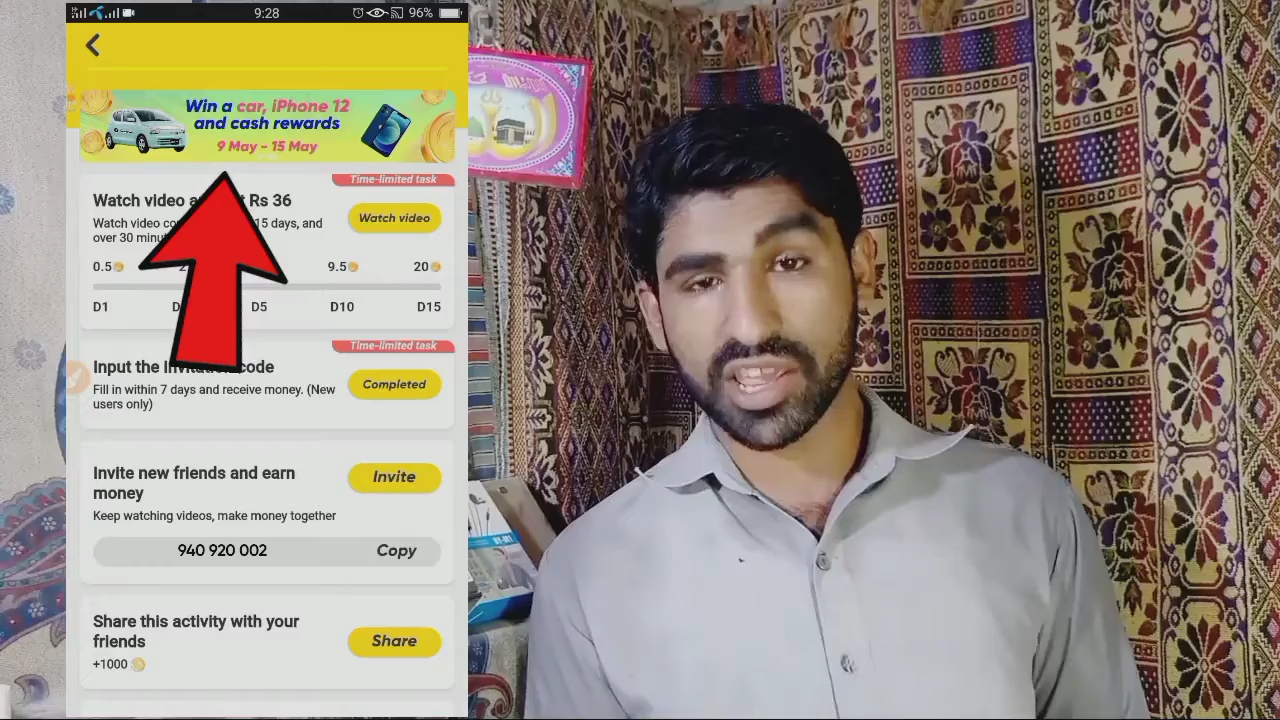 9:28
96%
Win a car, iPhone 12
and cash rewards
9 May - 15 May
Time-limited task
Watch video Rs 36
Watch video 15 days, and
over 30
Watch video
0.5
9.5
20
D1
D5
D10
D15
Time-limited task
Input the code
Fill in within 7 days and receive money. (New
users only)
Completed
Invite new friends and earn
money
Keep watching videos, make money together
Invite
940 920 002
Copy
Share this activity with your
friends
+1000
Share